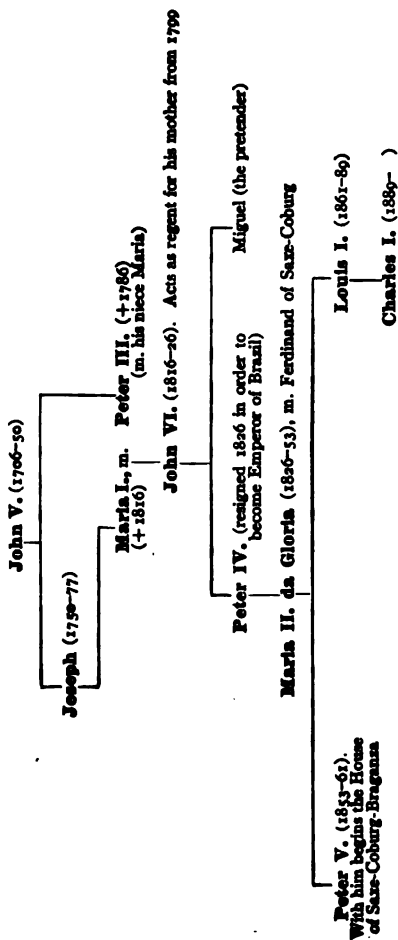 John V. (1706-50)
Joseph (1750-77)
Maria I., m. Peter III. (+1786)
(+1816) (m. his niece Maria)
John VI. (1816-26). Acts as regent for his mother from 1799
Peter IV. (resigned 1826 in order to
become Emperor of Brazil)
Miguel (the pretender)
Maria II. da Gloria (1826-53), m. Ferdinand of Saxe-Coburg
Peter V. (1853-61).
With him begins the House
of Saxe-Coburg-Braganza
Louis I. (1861-89)
Charles I. (1889- )